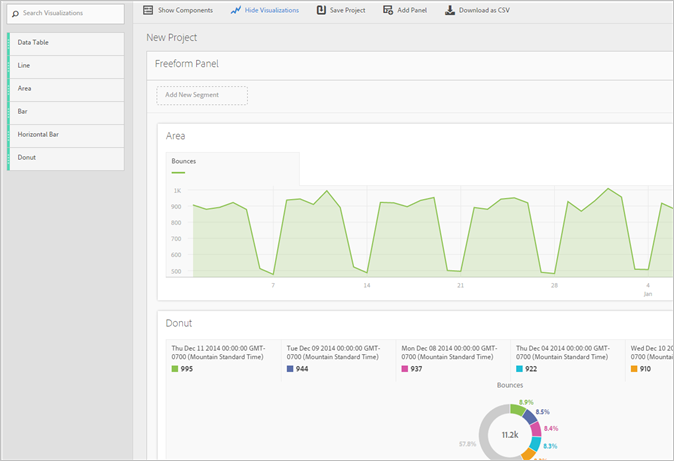 Search Visualizations
Show Components
Hide Visualizations
Save Project
Add Panel
Download as CSV
Data Table
Line
Area
Bar
Horizontal Bar
Donut
New Project
Freeform Panel
Add New Segment
Area
Bounces
1K
900
800
700
600
500
7
14
21
28
4
Jan
Donut
Thu Dec 11 2014 00:00:00 GMT-
0700 (Mountain Standard Time)
995
Tue Dec 09 2014 00:00:00 GMT-
0700 (Mountain Standard Time)
944
Mon Dec 08 2014 00:00:00 GMT-
0700 (Mountain Standard Time)
937
Thu Dec 04 2014 00:00:00 GMT-
0700 (Mountain Standard Time)
922
Wed Dec 10
0700 (Mount
910
Bounces
8.9%
8.5%
8.4%
8.3%
57.8%
11.2k